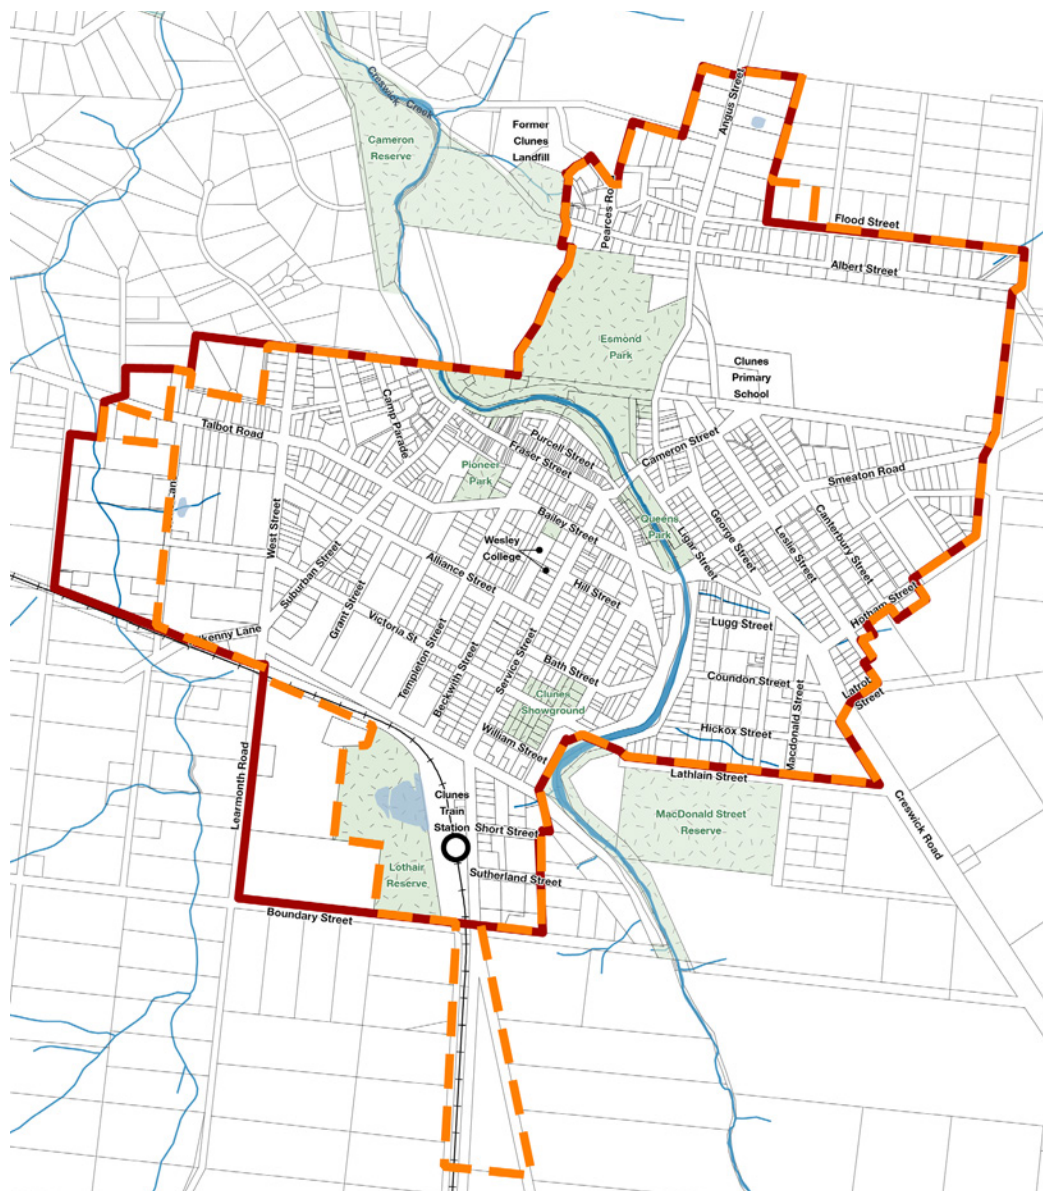 Creswick
Creek
Former
Clunes
Landfill
Angus Street
Cameron
Reserve
Flood Street
Albert Street
Esmond
Park
Clunes
Primary
School
Camp Parade
Talbot Road
Purcell Street
Fraser Street
Cameron Street
Pioneer
Park
Smeaton Road
West Street
Bailey Street
Queens
Park
Ligar Street
George Street
Leslie Street
Canterbury Street
Wesley
College
Suburban Street
Alliance Street
Hill Street
Grant Street
Victoria St
Hotham Street
Lugg Street
Templeton Street
Beckwith Street
Service Street
Bath Street
Coundon Street
Street
Clunes
Showground
Hickox Street
Macdonald Street
William Street
Lathlain Street
Learmonth Road
Clunes
Train
Station
Short Street
MacDonald Street
Reserve
Creswick Road
Lothair
Reserve
Sutherland Street
Boundary Street